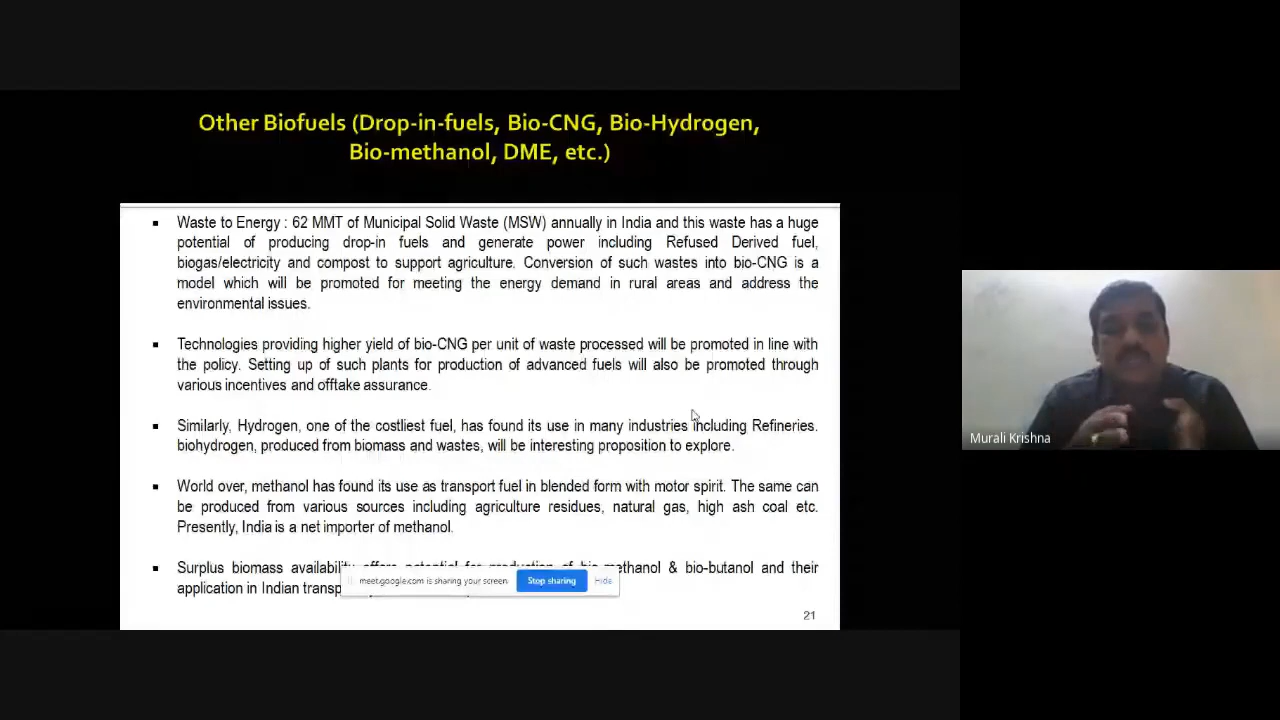 Other Biofuels (Drop-in-fuels, Bio-CNG, Bio-Hydrogen,
Bio-methanol, DME, etc.)
▪ Waste to Energy : 62 MMT of Municipal Solid Waste (MSW) annually in India and this waste has a huge
potential of producing drop-in fuels and generate power including Refused Derived fuel,
biogas/electricity and compost to support agriculture. Conversion of such wastes into bio-CNG is a
model which will be promoted for meeting the energy demand in rural areas and address the
environmental issues.
▪ Technologies providing higher yield of bio-CNG per unit of waste processed will be promoted in line with
the policy. Setting up of such plants for production of advanced fuels will also be promoted through
various incentives and offtake assurance.
▪ Similarly, Hydrogen, one of the costliest fuel, has found its use in many industries including Refineries.
biohydrogen, produced from biomass and wastes, will be interesting proposition to explore.
▪ World over, methanol has found its use as transport fuel in blended form with motor spirit. The same can
be produced from various sources including agriculture residues, natural gas, high ash coal etc.
Presently, India is a net importer of methanol.
▪ Surplus biomass availability offers potential for production of bio-methanol & bio-butanol and their
application in Indian
meet.google.com is sharing your screen. Stop sharing Hide
21
Murali Krishna